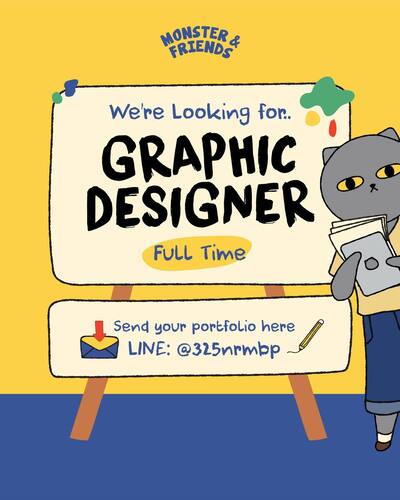 MONSTER &
FRIENDS
We're Looking for..
GRAPHIC
DESIGNER
Full Time
Send your portfolio here
LINE: @325nrmbp